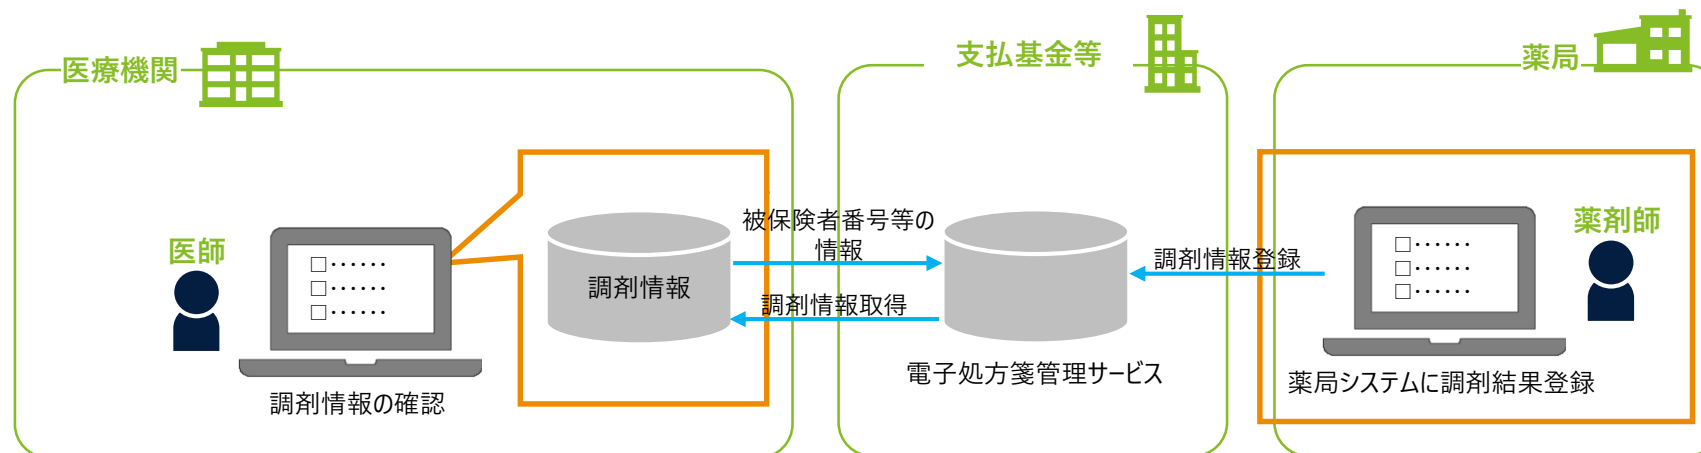 医療機関
支払基金等
薬局
医師
□‥‥‥
□‥‥‥
□‥‥‥
調剤情報の確認
調剤情報
被保険者番号等の
情報
調剤情報取得
電子処方箋管理サービス
調剤情報登録
薬剤師
□‥‥‥
□‥‥‥
□‥‥‥
薬局システムに調剤結果登録